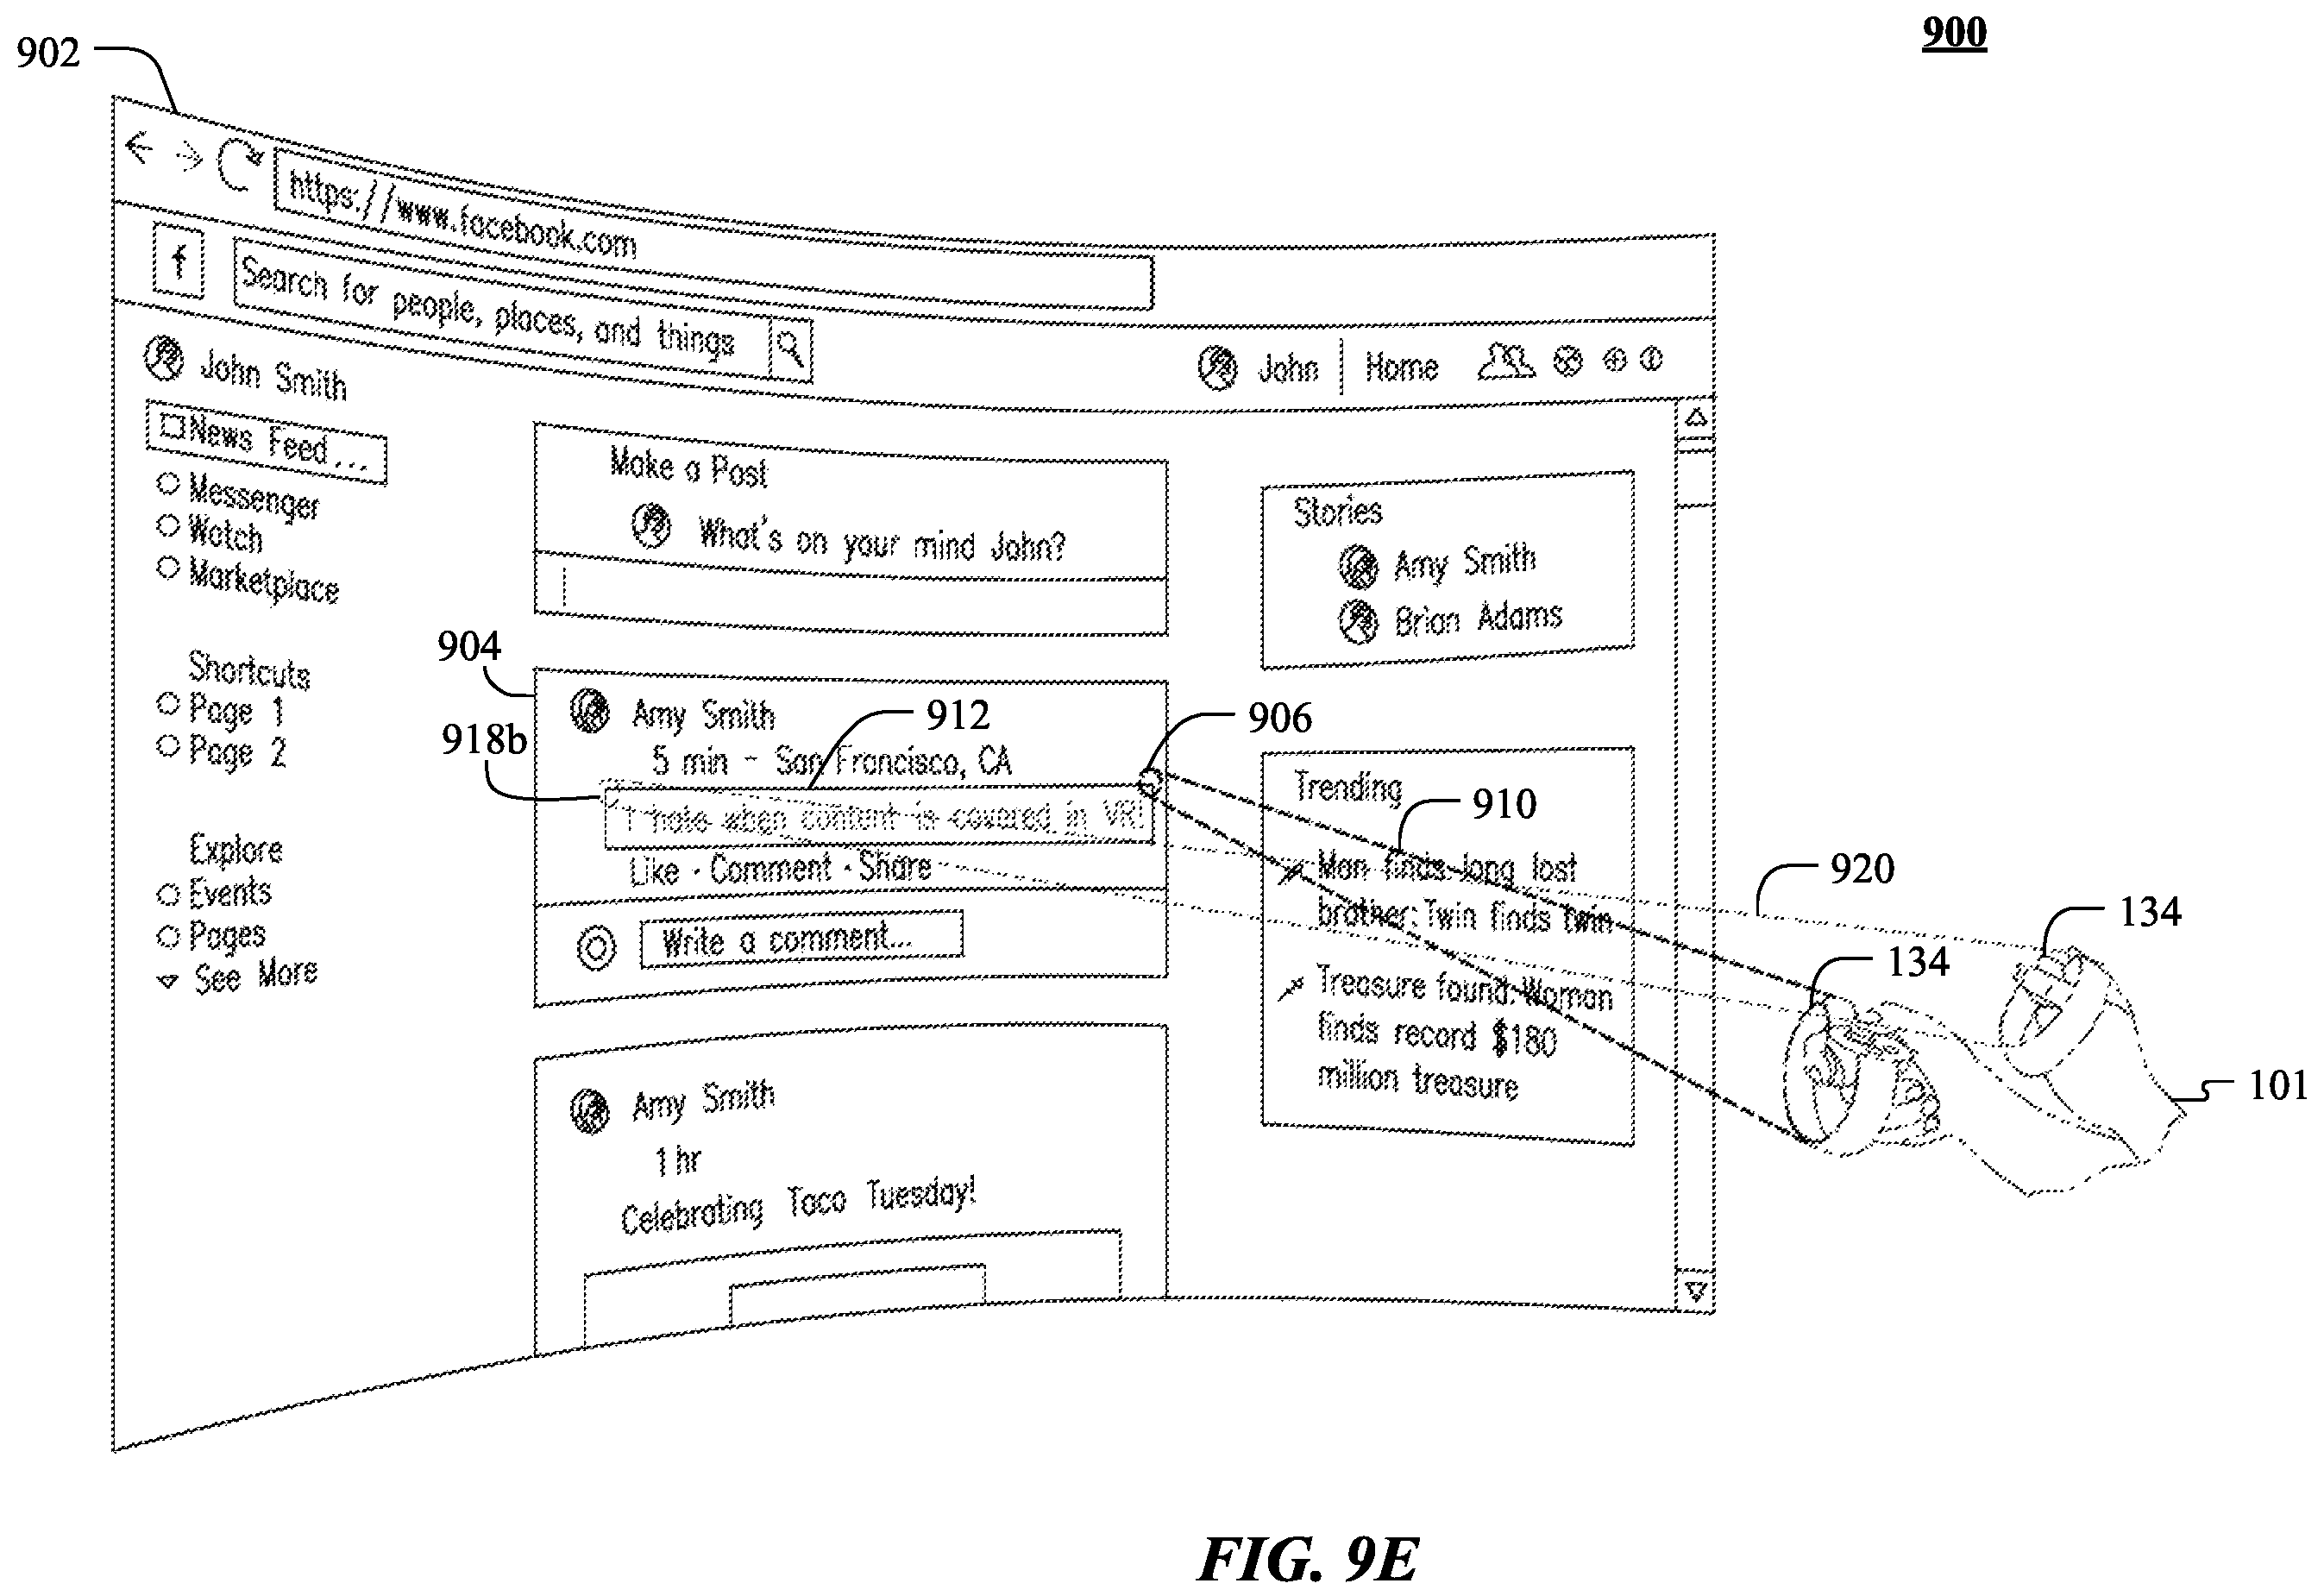 900
902
https://www.facebook.com
f
Search for people, places, and things
John
Home
John Smith
News Feed...
Messenger
Watch
Marketplace
Shortcuts
Page 1
Page 2
Explore
Events
Pages
See More
Make a Post
What's on your mind John?
904
Amy Smith
912
906
918b
5 min - San Francisco, CA
I hate when content is covered in VR!
Like · Comment · Share
Write a comment...
Amy Smith
1 hr
Celebrating Taco Tuesday!
Stories
Amy Smith
Brian Adams
Trending
910
Man finds long lost
brother: Twin finds twin
Treasure found: Woman
finds record $180
million treasure
920
134
134
101
FIG. 9E